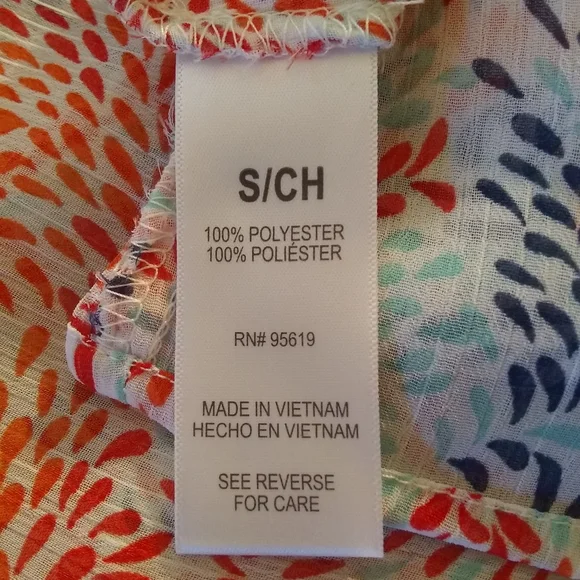 S/CH
100% POLYESTER
100% POLIÉSTER
RN# 95619
MADE IN VIETNAM
HECHO EN VIETNAM
SEE REVERSE
FOR CARE